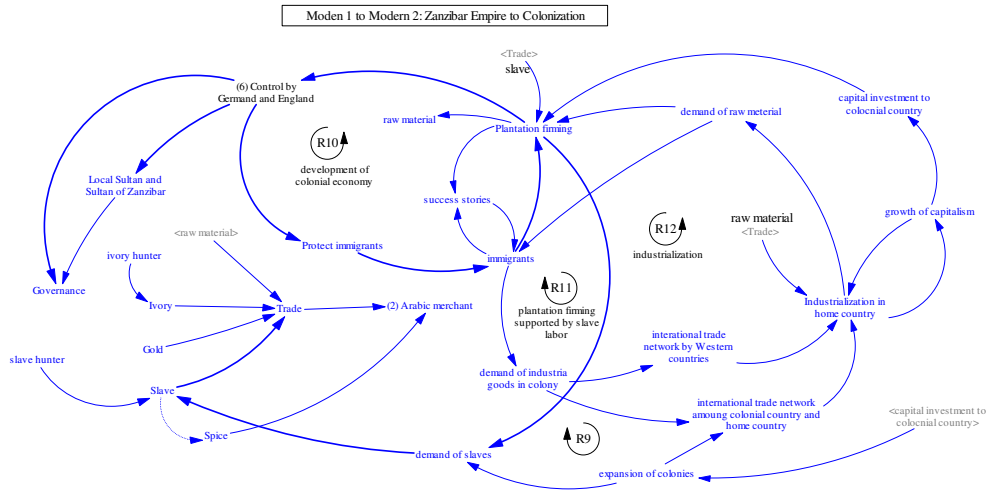 Moden 1 to Modern 2: Zanzibar Empire to Colonization
<Trade>
slave
(6) Control by
Germand and England
capital investment to
colocnial country
raw material
Plantation firming
demand of raw meterial
R10
development of
colonial economy
Local Sultan and
Sultan of Zanzibar
success stories
growth of capitalism
<raw material>
R12
industrialization
raw material
<Trade>
Protect immigrants
ivory hunter
immigrants
Governance
R11
Ivory
Trade
(2) Arabic merchant
plantation firming
supported by slave
labor
Industrialization in
home country
Gold
interational trade
network by Western
countries
slave hunter
demand of industria
goods in colony
Slave
international trade network
amoung colonial country and
home country
<capital investment to
colocnial country>
Spice
R9
demand of slaves
expansion of colonies